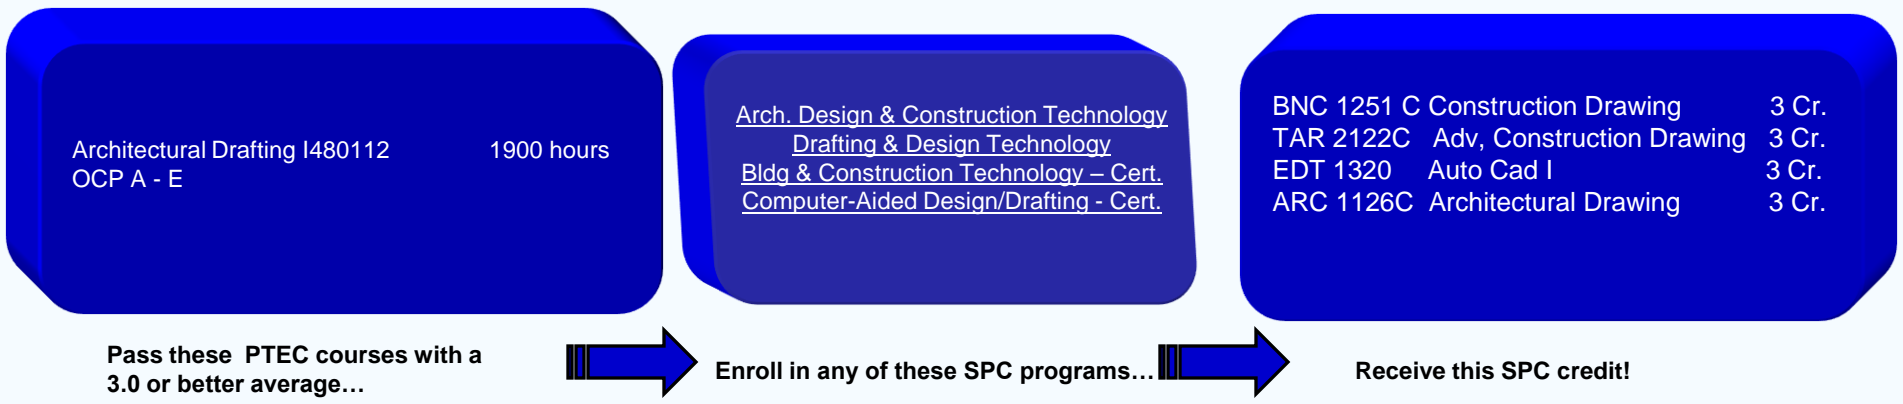 Architectural Drafting I480112 1900 hours
OCP A - E
Arch. Design & Construction Technology
Drafting & Design Technology
Bldg & Construction Technology – Cert.
Computer-Aided Design/Drafting - Cert.
BNC 1251 C Construction Drawing 3 Cr.
TAR 2122C Adv, Construction Drawing 3 Cr.
EDT 1320 Auto Cad I 3 Cr.
ARC 1126C Architectural Drawing 3 Cr.
Pass these PTEC courses with a
3.0 or better average…
Enroll in any of these SPC programs…
Receive this SPC credit!